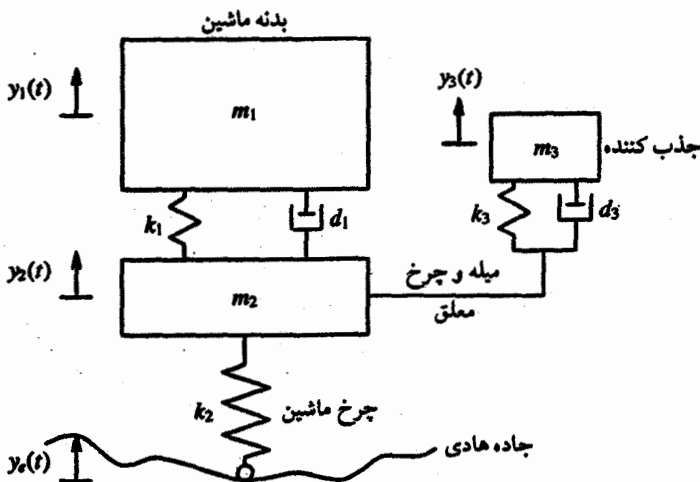 بدنه ماشین
y₁(t)
m₁
y₃(t)
m₃
جذب کننده
k₁
d₁
k₃
d₃
y₂(t)
m₂
میله و چرخ
معلق
k₂
چرخ ماشین
جاده هادی
yₑ(t)